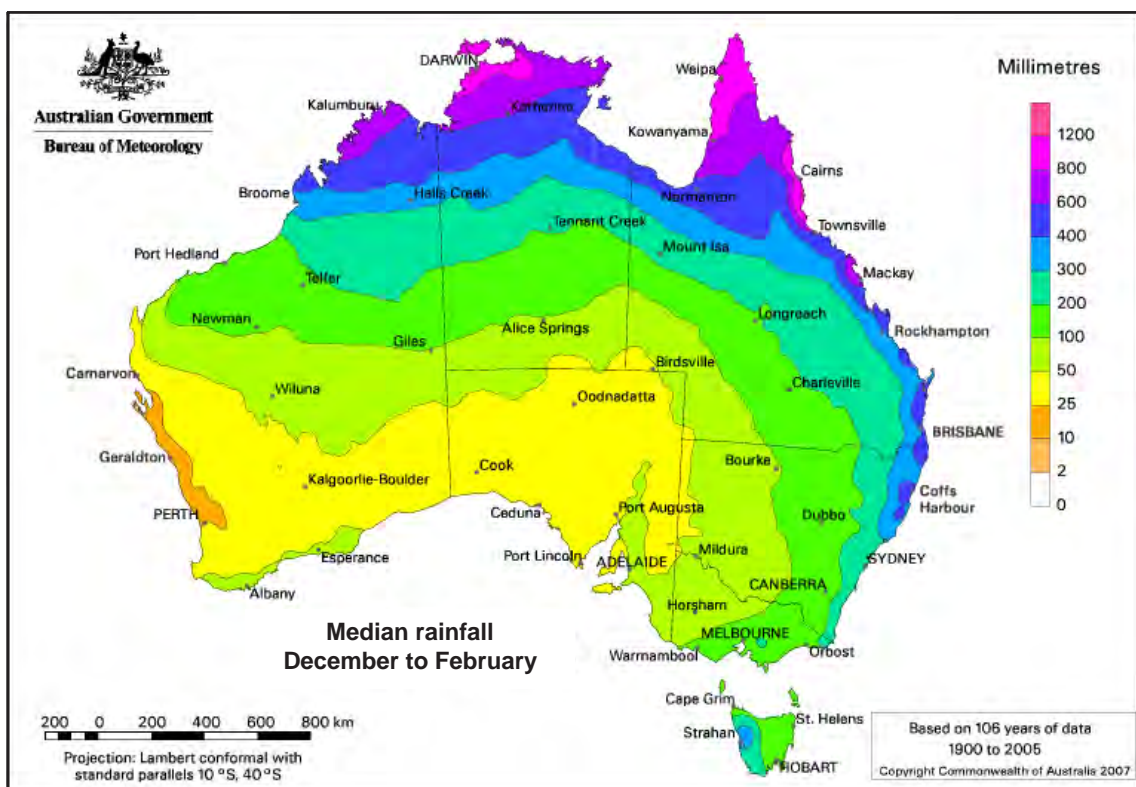 Australian Government
Bureau of Meteorology
DARWIN
Weipa
Millimetres
Kalumburu
Katherine
Kowanyama
1200
800
600
400
300
200
100
50
25
10
2
0
Cairns
Broome
Halls Creek
Normanton
Townsville
Tennant Creek
Mount Isa
Port Hedland
Mackay
Telfer
Newman
Longreach
Alice Springs
Rockhampton
Giles
Birdsville
Carnarvon
Wiluna
Oodnadatta
Charleville
BRISBANE
Geraldton
Cook
Bourke
Kalgoorlie-Boulder
Coffs
Harbour
PERTH
Ceduna
Port Augusta
Dubbo
Esperance
Port Lincoln
ADELAIDE
Mildura
SYDNEY
Albany
CANBERRA
Horsham
Median rainfall
December to February
MELBOURNE
Warrnambool
Orbost
Cape Grim
St. Helens
Strahan
HOBART
200 0 200 400 600 800 km
Projection: Lambert conformal with
standard parallels 10 °S, 40 °S
Based on 106 years of data
1900 to 2005
Copyright Commonwealth of Australia 2007